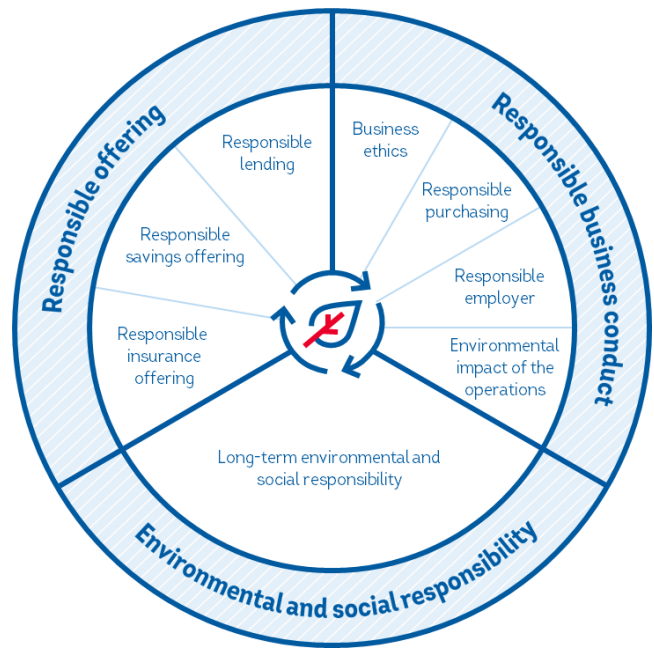 Responsible offering
Responsible
lending
Responsible
savings offering
Responsible
insurance
offering
Responsible business conduct
Business
ethics
Responsible
purchasing
Responsible
employer
Environmental
impact of the
operations
Long-term environmental and
social responsibility
Environmental and social responsibility